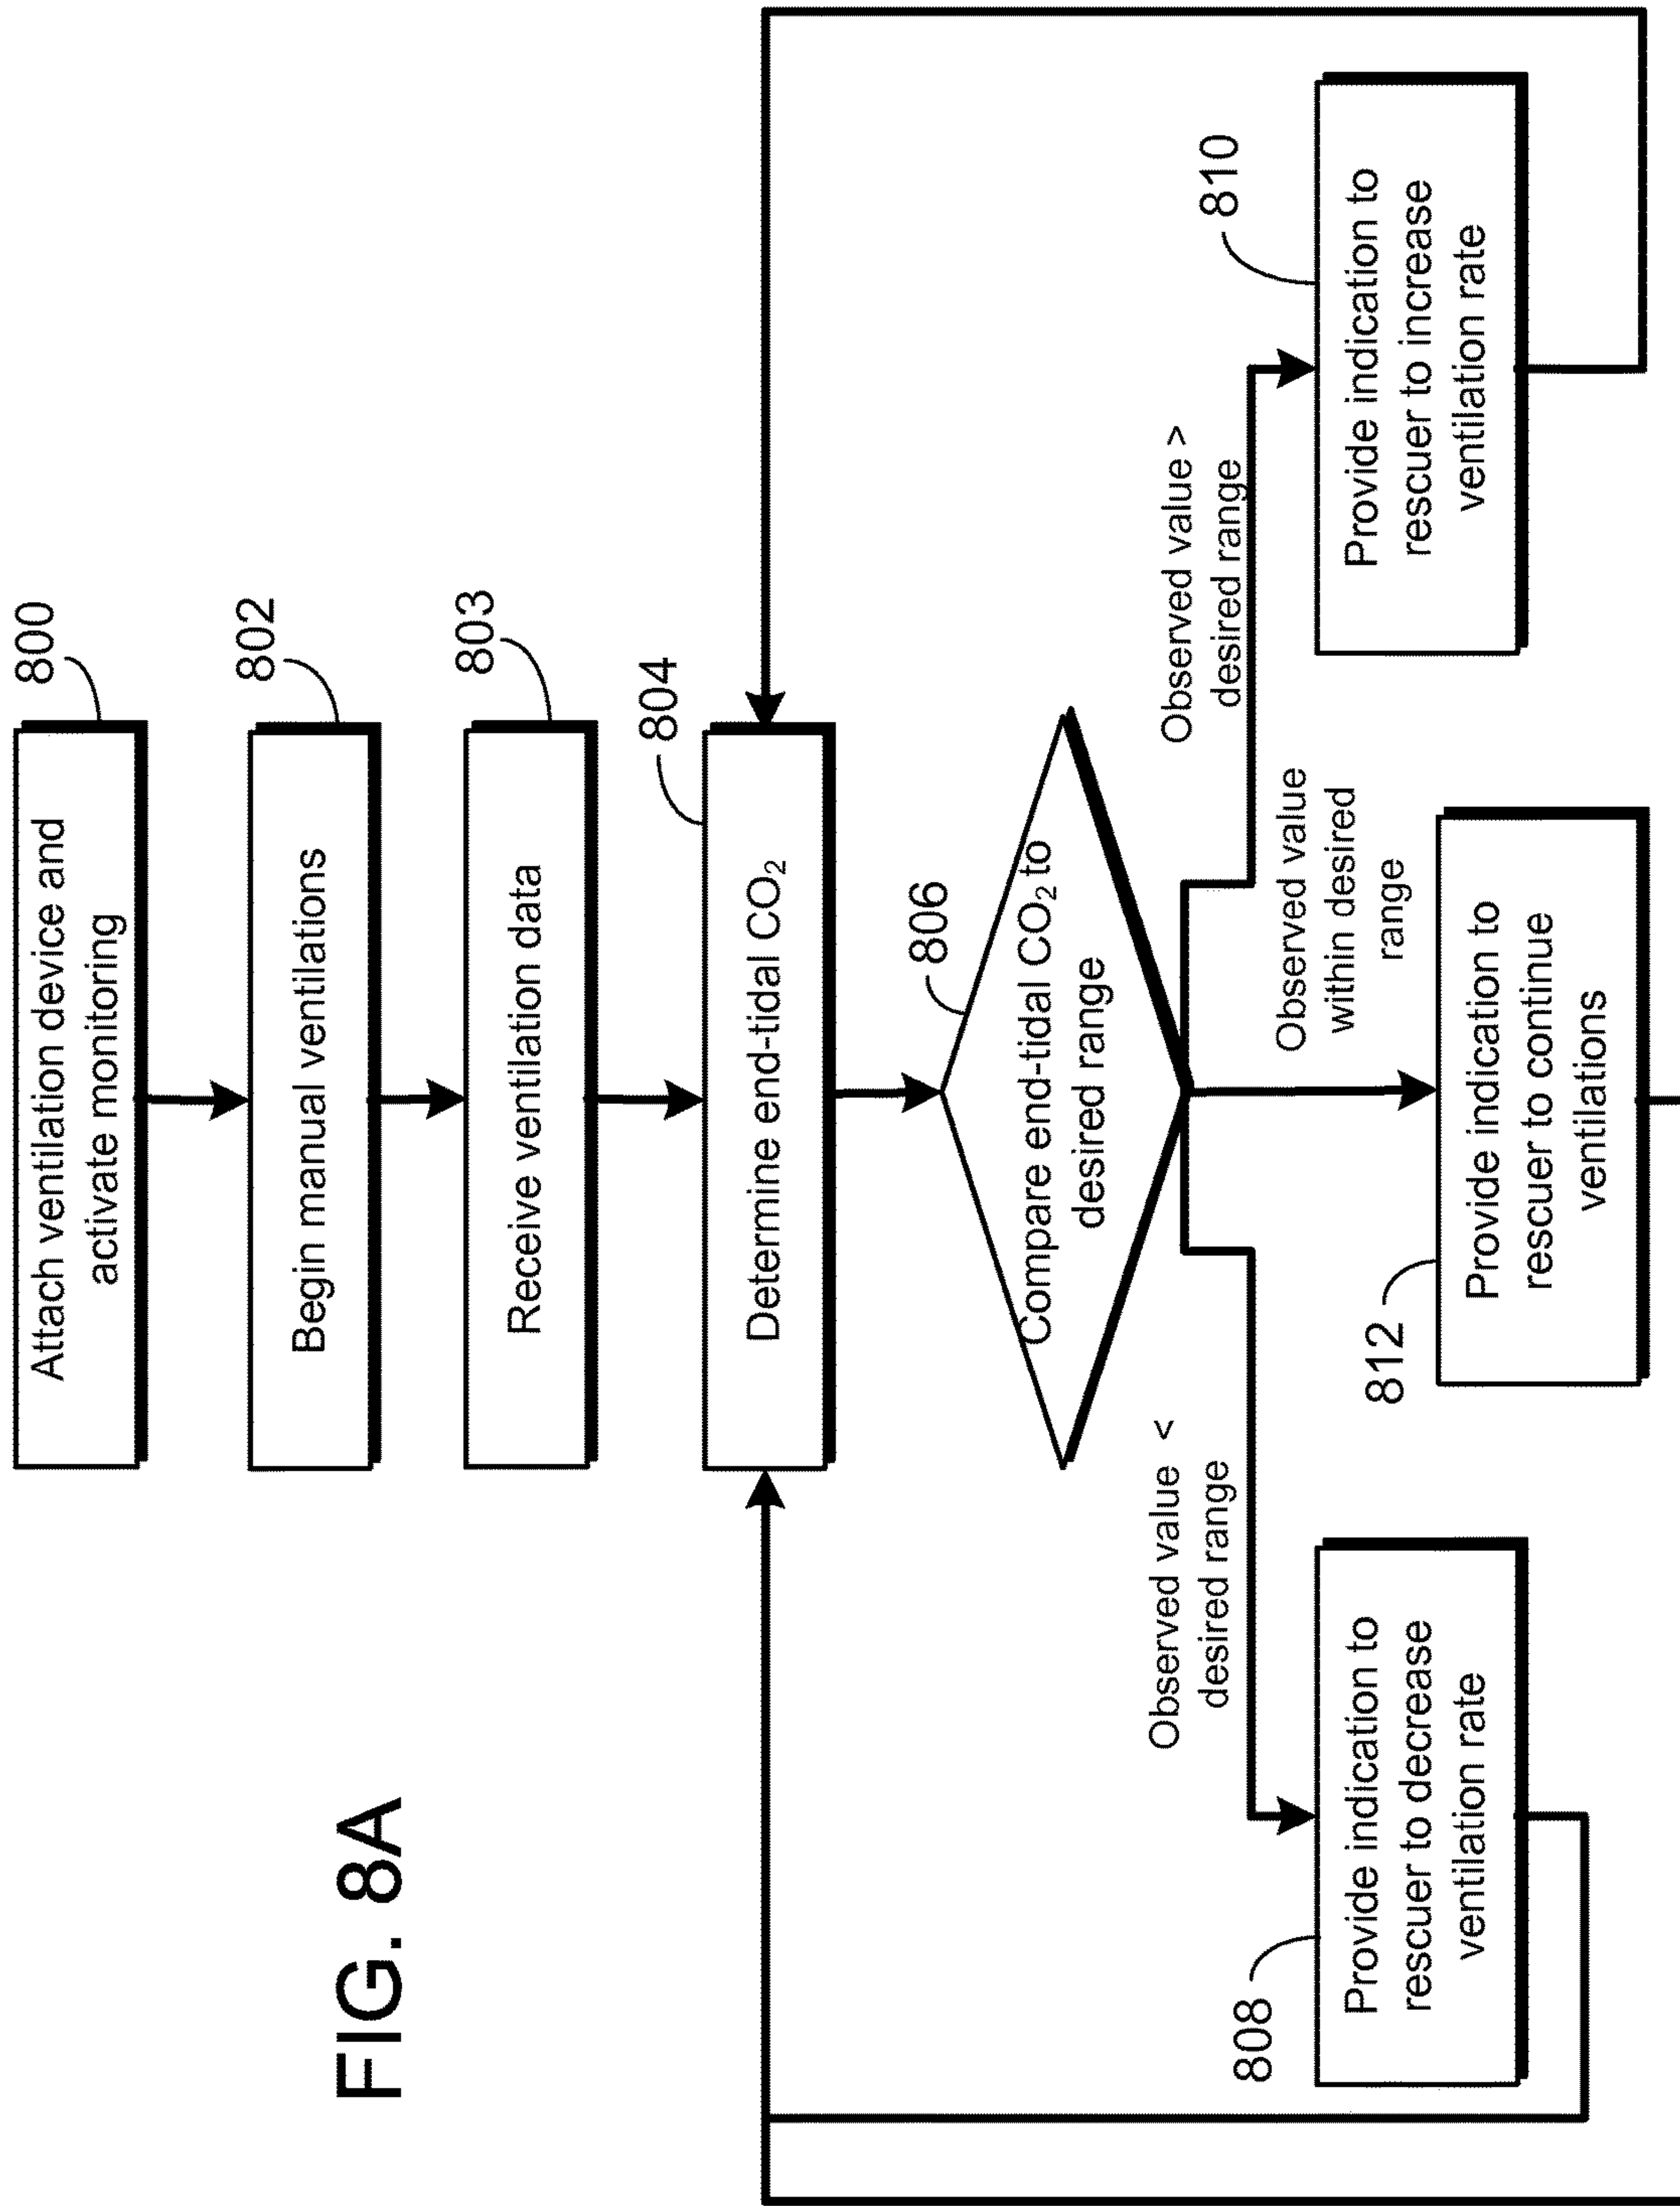 FIG. 8A
800
Attach ventilation device and
activate monitoring
802
Begin manual ventilations
803
Receive ventilation data
804
Determine end-tidal CO₂
806
Compare end-tidal CO₂ to
desired range
Observed value <
desired range
Observed value
within desired
range
Observed value >
desired range
808
Provide indication to
rescuer to decrease
ventilation rate
812
Provide indication to
rescuer to continue
ventilations
810
Provide indication to
rescuer to increase
ventilation rate